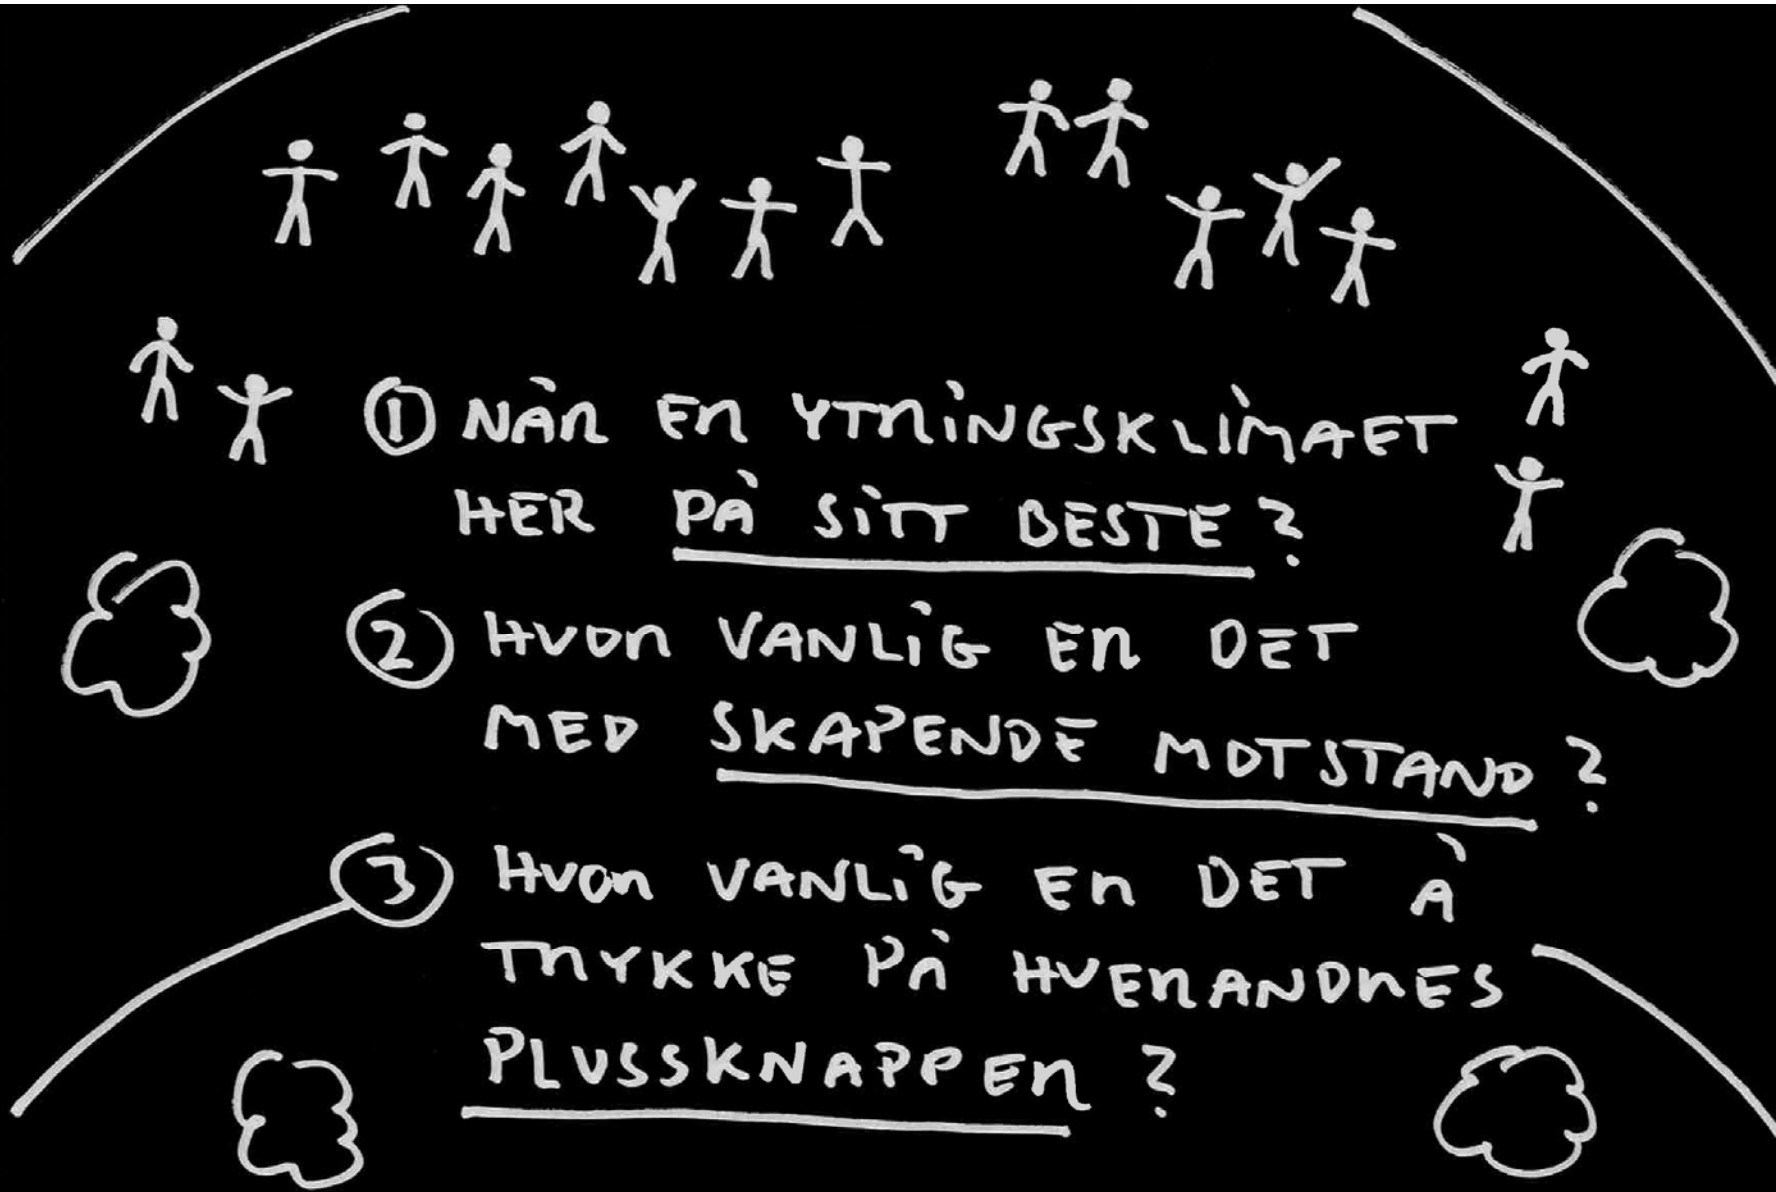 ① NÅR ER YTRINGSKLIMAET
HER PÅ SITT BESTE?
② HVOR VANLIG ER DET
MED SKAPENDE MOTSTAND?
③ HVOR VANLIG ER DET Å
TRYKKE PÅ HVERANDRES
PLUSSKNAPPER?